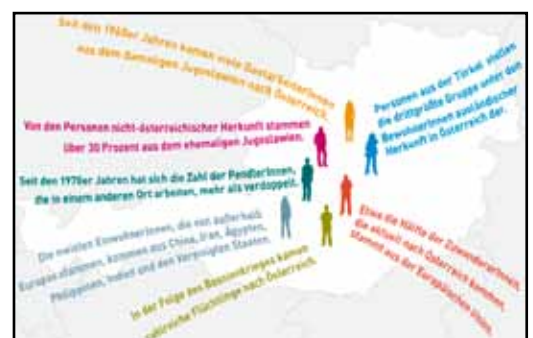 Seit den 1960er Jahren kamen viele GastarbeiterInnen
aus dem damaligen Jugoslawien nach Österreich.
Personen aus der Türkei stellen
die drittgrößte Gruppe unter den
BewohnerInnen ausländischer
Herkunft in Österreich dar.
Von den Personen nicht-österreichischer Herkunft stammen
über 30 Prozent aus dem ehemaligen Jugoslawien.
Seit den 1970er Jahren hat sich die Zahl der PendlerInnen,
die in einem anderen Ort arbeiten, mehr als verdoppelt.
Die meisten EinwohnerInnen, die von außerhalb
Europas stammen, kommen aus China, Iran, Ägypten,
Philippinen, Indien und den Vereinigten Staaten.
Etwa die Hälfte der ZuwanderInnen,
die aktuell nach Österreich kommen,
stammt aus der Europäischen Union.
In der Folge des Bosnienkrieges kamen
zahlreiche Flüchtlinge nach Österreich.